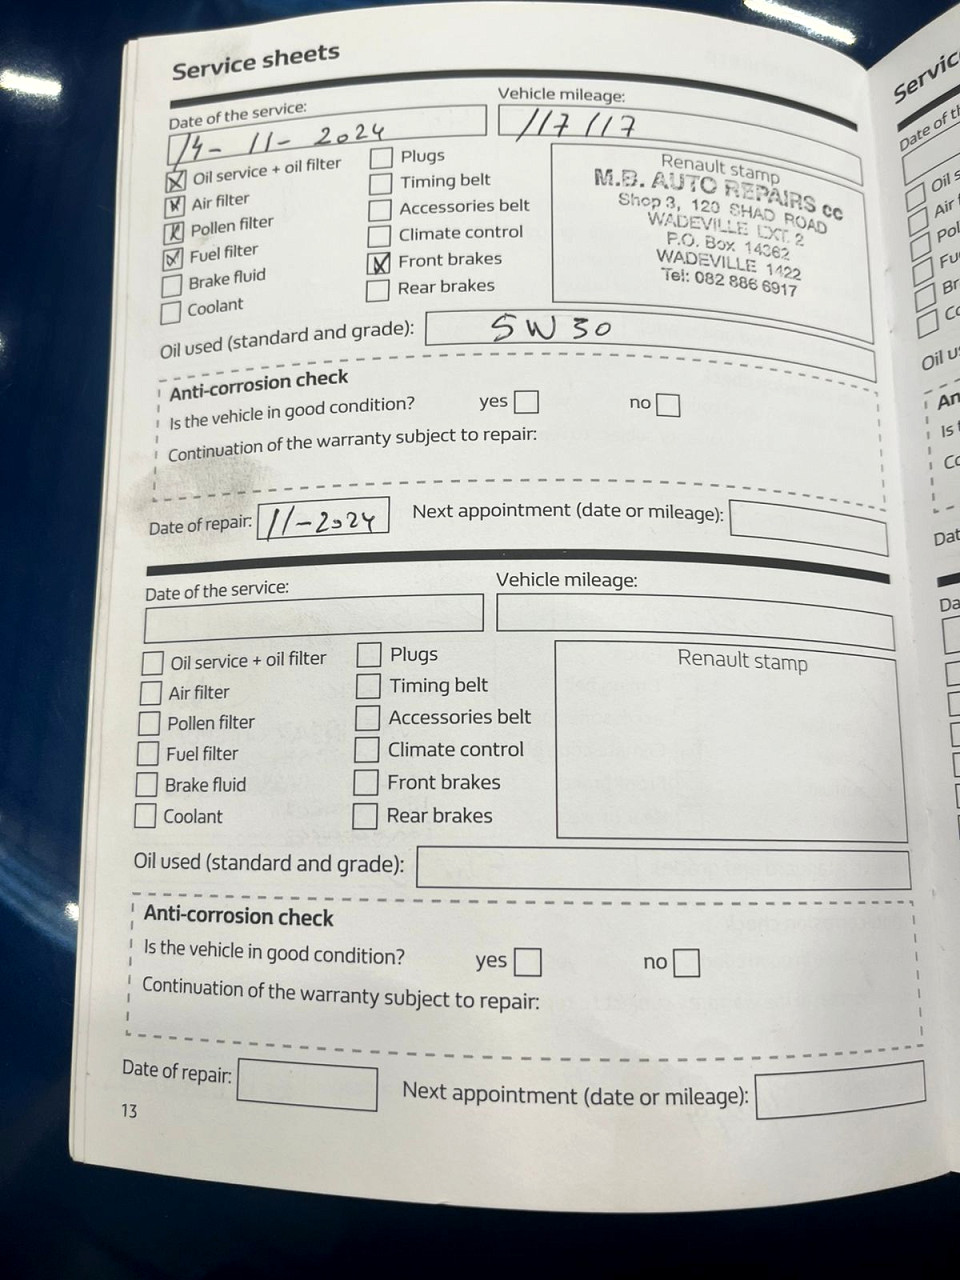 Service sheets
Date of the service:
Vehicle mileage:
14- 11- 2024
117117
Oil service + oil filter
Air filter
Pollen filter
Fuel filter
Brake fluid
Coolant
Plugs
Timing belt
Accessories belt
Climate control
Front brakes
Rear brakes
Renault stamp
M.B. AUTO REPAIRS cc
Shop 3, 120 SHAD ROAD
WADEVILLE EXT. 2
P.O. Box 14362
WADEVILLE 1422
Tel: 082 886 6917
Oil used (standard and grade):
5W30
Anti-corrosion check
Is the vehicle in good condition?
yes
no
Continuation of the warranty subject to repair:
Date of repair:
11-2024
Next appointment (date or mileage):
Date of the service:
Vehicle mileage:
Oil service + oil filter
Air filter
Pollen filter
Fuel filter
Brake fluid
Coolant
Plugs
Timing belt
Accessories belt
Climate control
Front brakes
Rear brakes
Renault stamp
Oil used (standard and grade):
Anti-corrosion check
Is the vehicle in good condition?
yes
no
Continuation of the warranty subject to repair:
Date of repair:
Next appointment (date or mileage):
13